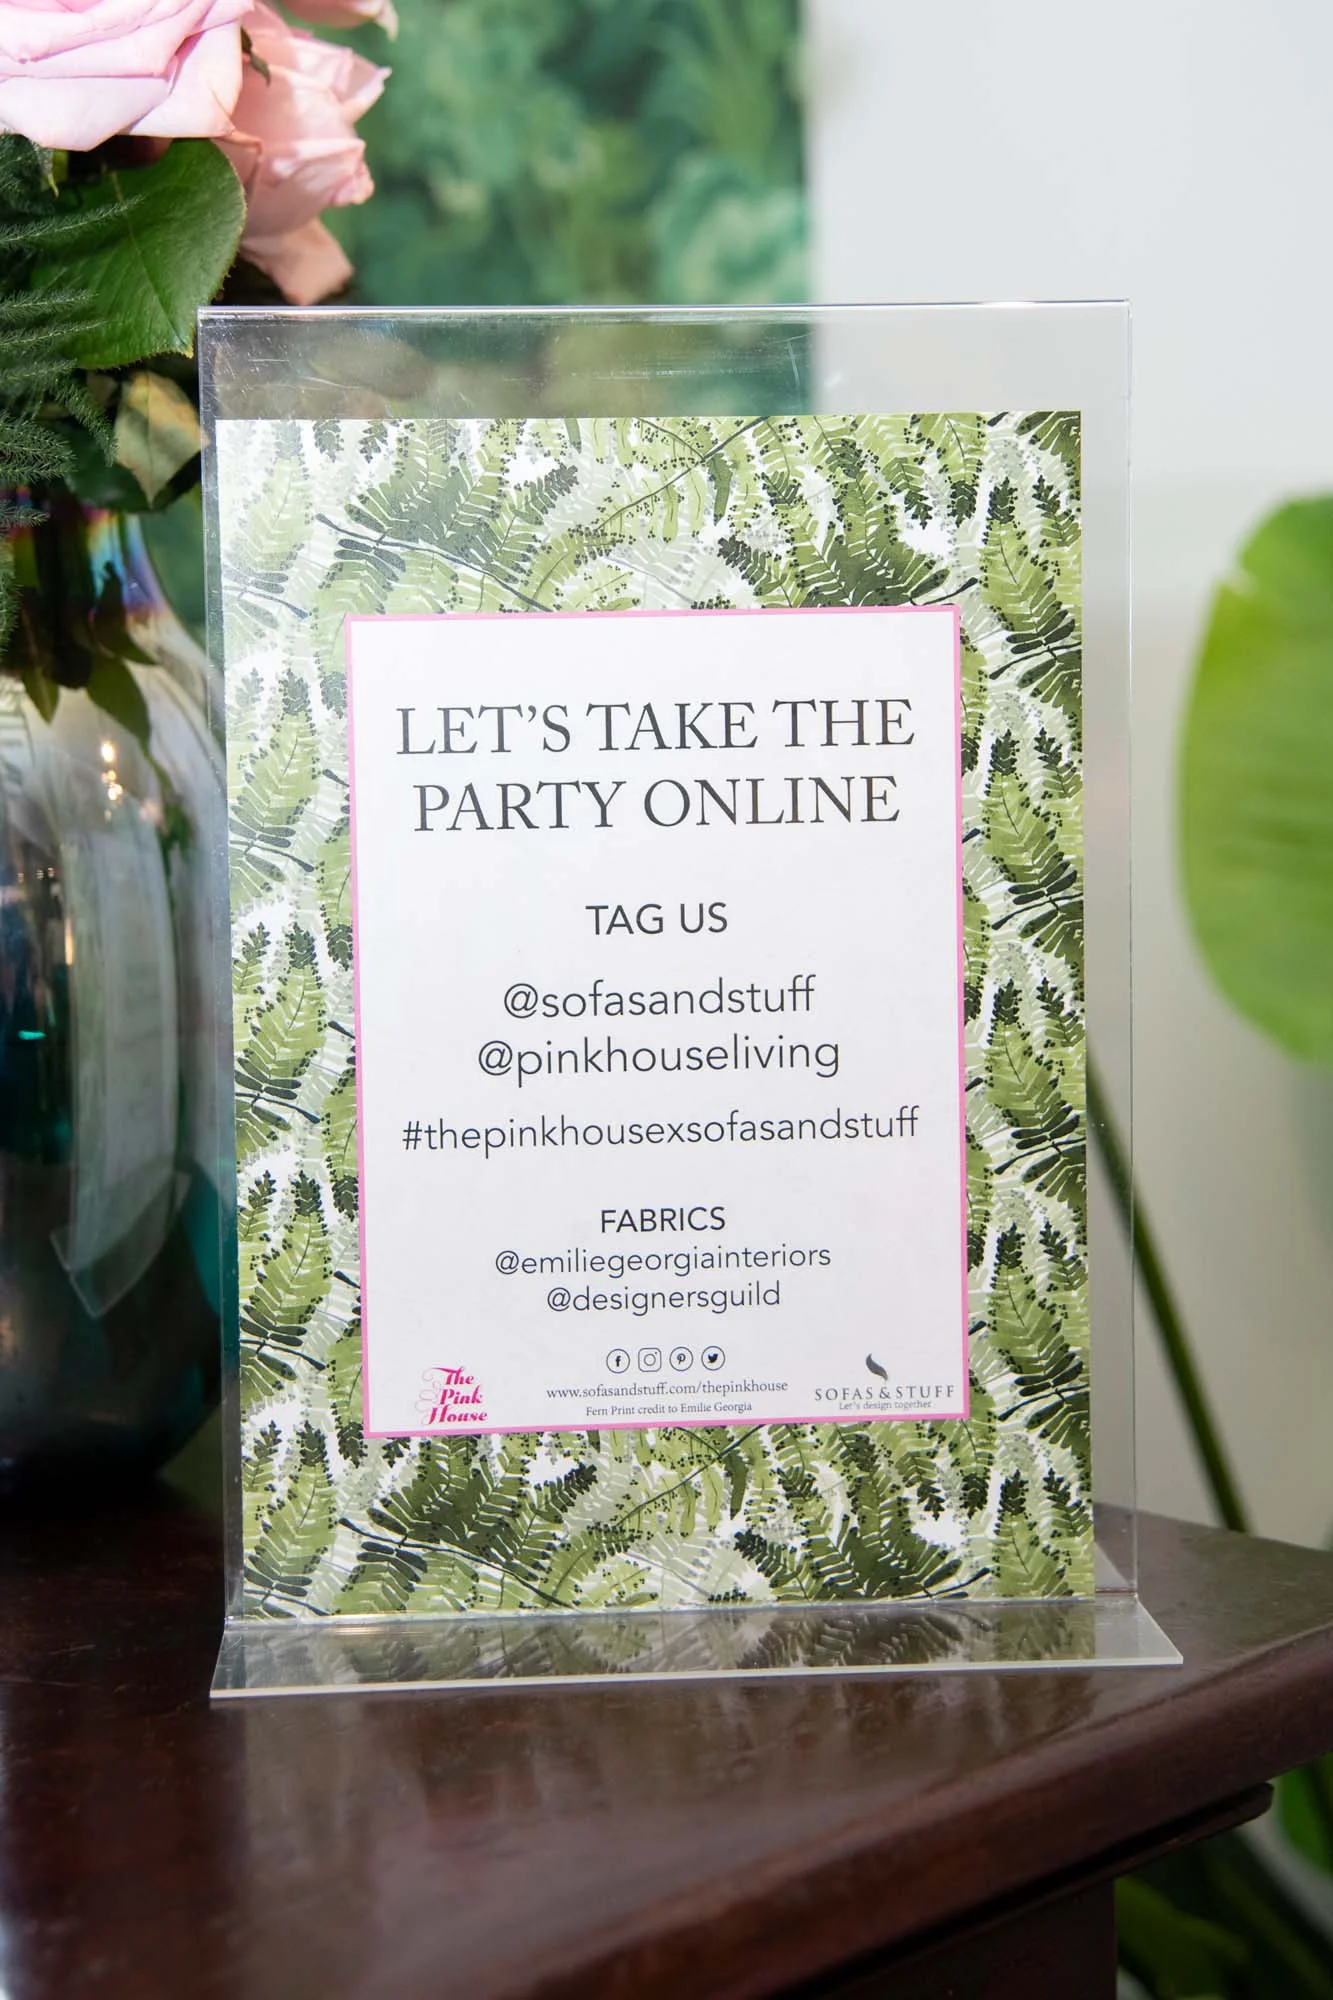 LET'S TAKE THE
PARTY ONLINE
TAG US
@sofasandstuff
@pinkhouseliving
#thepinkhousexsofasandstuff
FABRICS
@emiliegeorgiainteriors
@designersguild
The
Pink
House
www.sofasandstuff.com/thepinkhouse
Fern Print credit to Emilie Georgia
SOFAS & STUFF
Let's design together